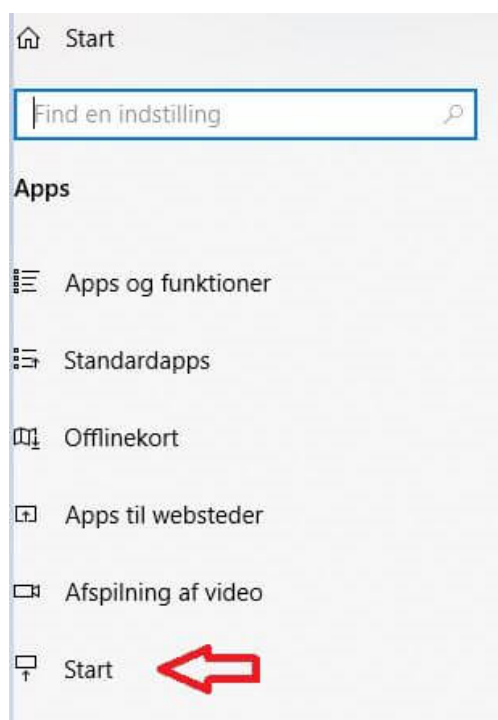 Start
Find en indstilling
Apps
Apps og funktioner
Standardapps
Offlinekort
Apps til websteder
Afspilning af video
Start